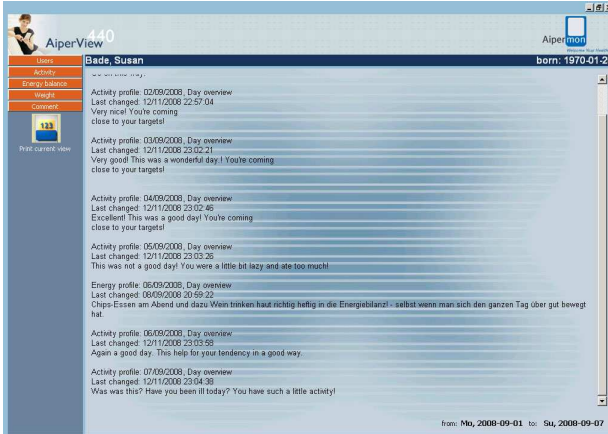 440
AiperView
Aipermon
Welcome Your Health
Users
Bade, Susan
born: 1970-01-2
Activity
Energy balance
Weight
Comment
123
Print current view
Activity profile: 02/09/2008, Day overview
Last changed: 12/11/2008 22:57:04
Very nice! You're coming
close to your targets!
Activity profile: 03/09/2008, Day overview
Last changed: 12/11/2008 23:02:21
Very good! This was a wonderful day.! You're coming
close to your targets!
Activity profile: 04/09/2008, Day overview
Last changed: 12/11/2008 23:02:46
Excellent! This was a good day! You're coming
close to your targets!
Activity profile: 05/09/2008, Day overview
Last changed: 12/11/2008 23:03:26
This was not a good day! You were a little bit lazy and ate too much!
Energy profile: 06/09/2008, Day overview
Last changed: 08/09/2008 20:59:22
Chips-Essen am Abend und dazu Wein trinken haut richtig heftig in die Energiebilanz! - selbst wenn man sich den ganzen Tag über gut bewegt
hat.
Activity profile: 06/09/2008, Day overview
Last changed: 12/11/2008 23:03:58
Again a good day. This help for your tendency in a good way.
Activity profile: 07/09/2008, Day overview
Last changed: 12/11/2008 23:04:38
Was was this? Have you been ill today? You have such a little activity!
from: Mo, 2008-09-01 to: Su, 2008-09-07